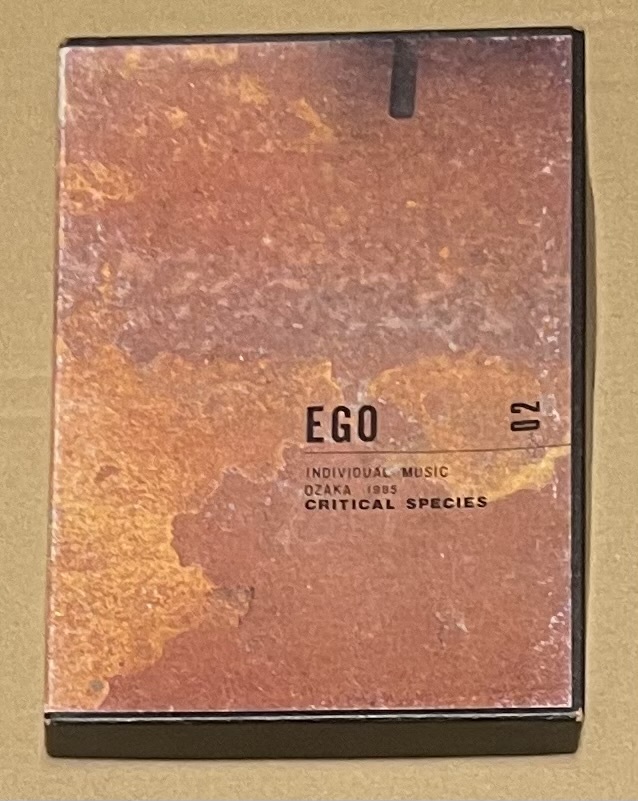 EGO
02
INDIVIDUAL MUSIC
OZAKA 1985
CRITICAL SPECIES